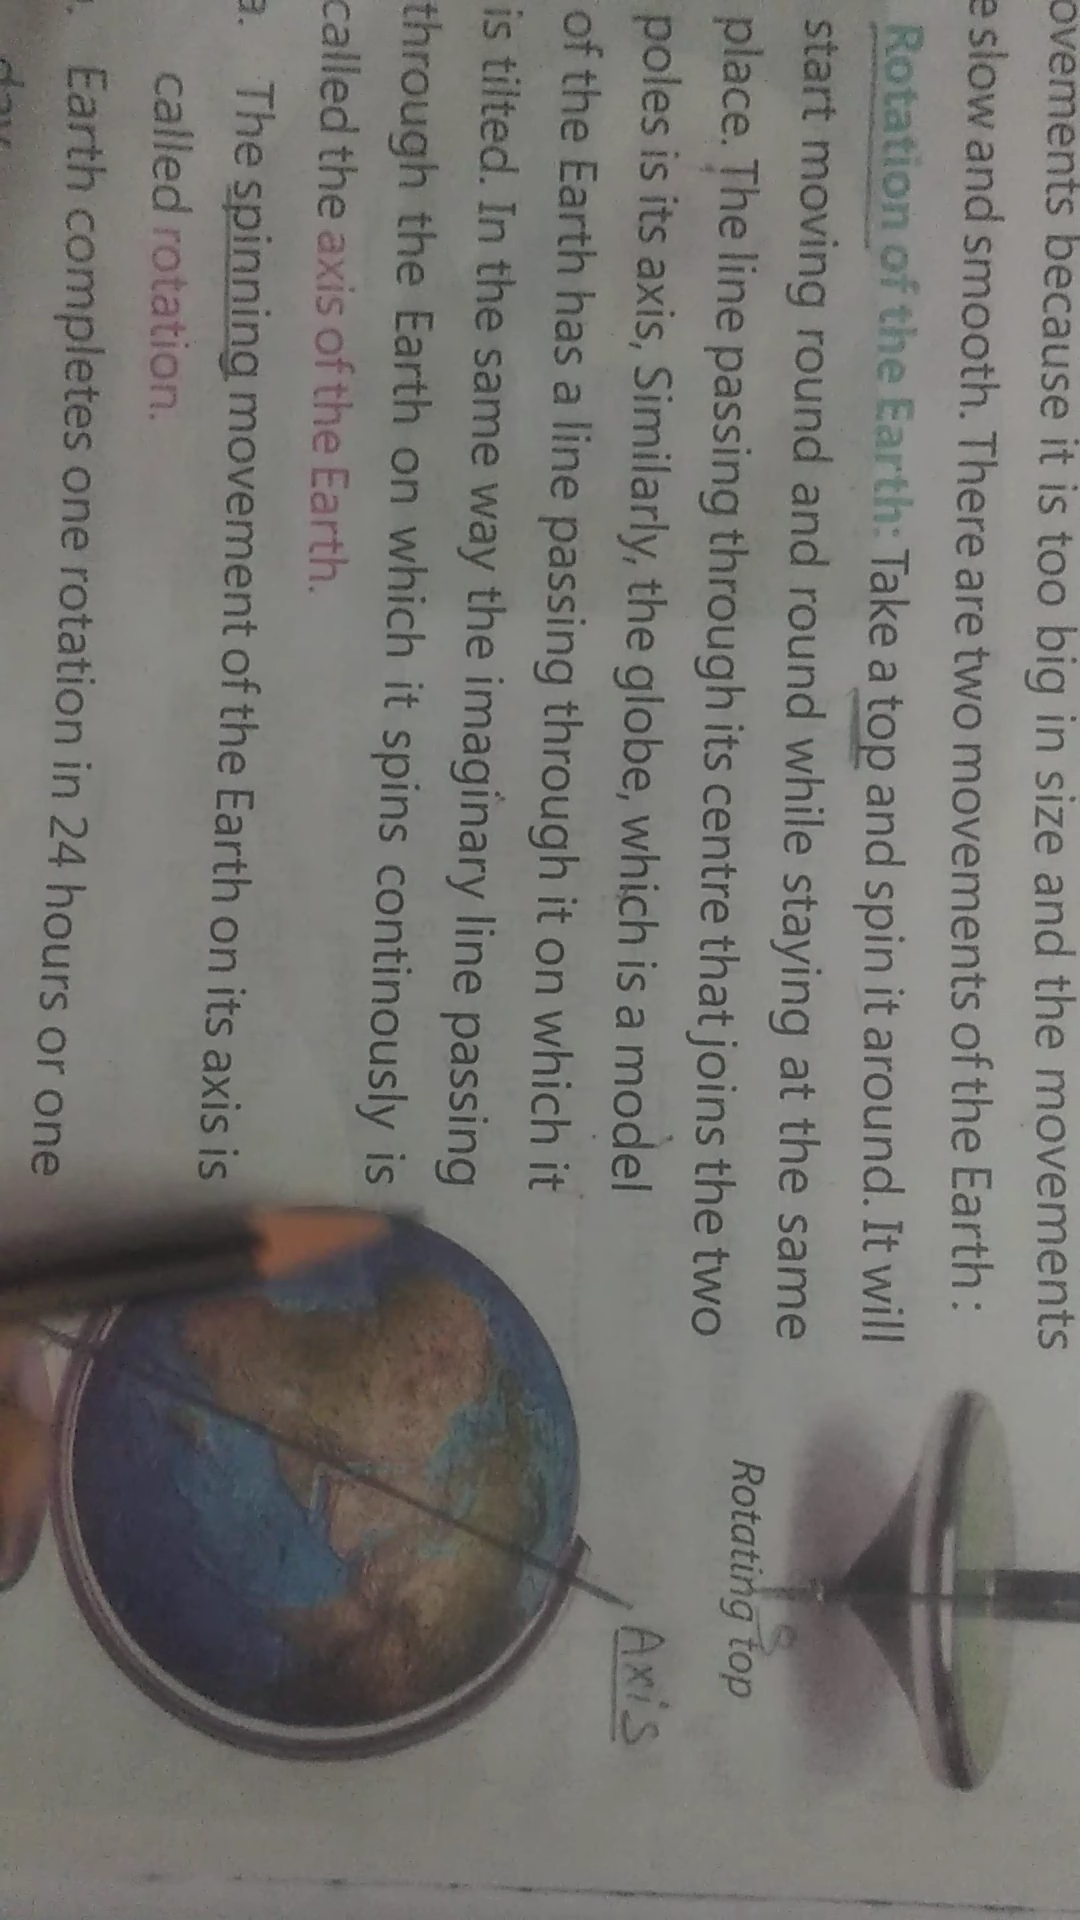 ovements because it is too big in size and the movements
e slow and smooth. There are two movements of the Earth :
Rotation of the Earth: Take a top and spin it around. It will
start moving round and round while staying at the same
place. The line passing through its centre that joins the two
poles is its axis, Similarly, the globe, which is a model
of the Earth has a line passing through it on which it
is tilted. In the same way the imaginary line passing
through the Earth on which it spins continously is
called the axis of the Earth.
a. The spinning movement of the Earth on its axis is
called rotation.
. Earth completes one rotation in 24 hours or one
day
Rotating top
Axis